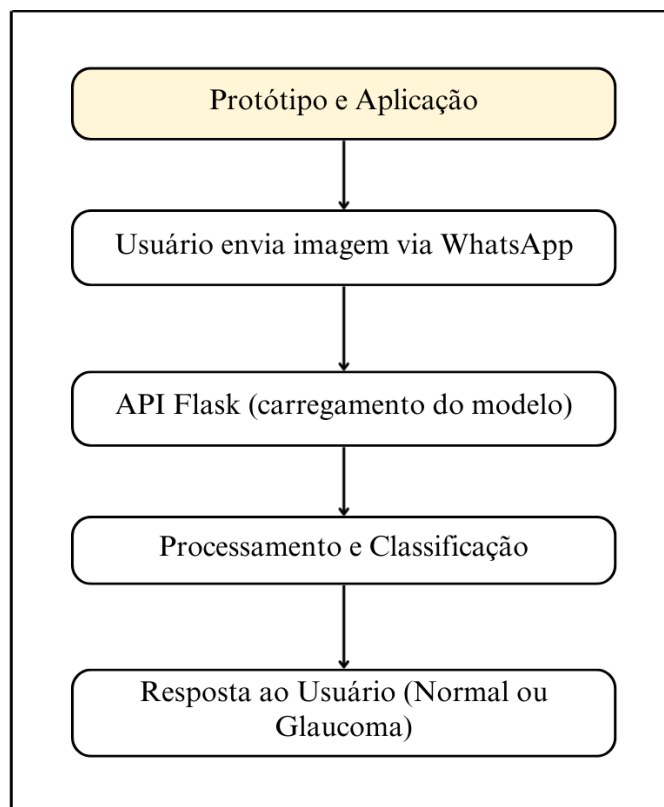 Protótipo e Aplicação
Usuário envia imagem via WhatsApp
API Flask (carregamento do modelo)
Processamento e Classificação
Resposta ao Usuário (Normal ou
Glaucoma)